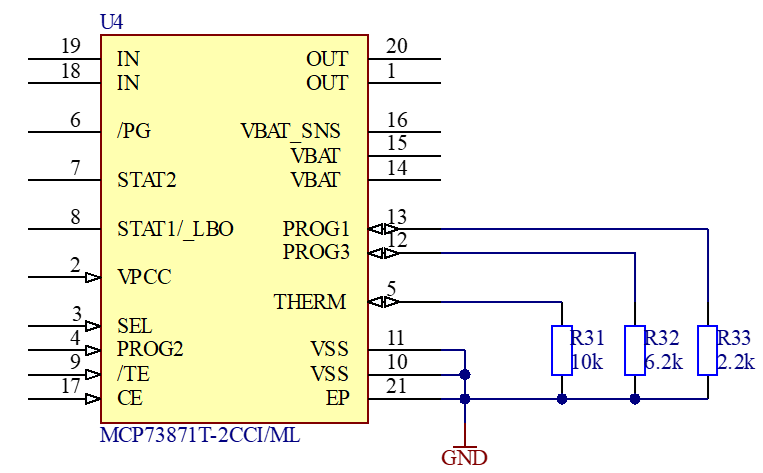 U4
19 IN OUT 20
18 IN OUT 1
6 /PG VBAT_SNS 16
VBAT 15
7 STAT2 VBAT 14
8 STAT1/_LBO PROG1 13
PROG3 12
2 VPCC
THERM 5
3 SEL
4 PROG2 VSS 11
9 /TE VSS 10
17 CE EP 21
R31 R32 R33
10k 6.2k 2.2k
MCP73871T-2CCI/ML
GND